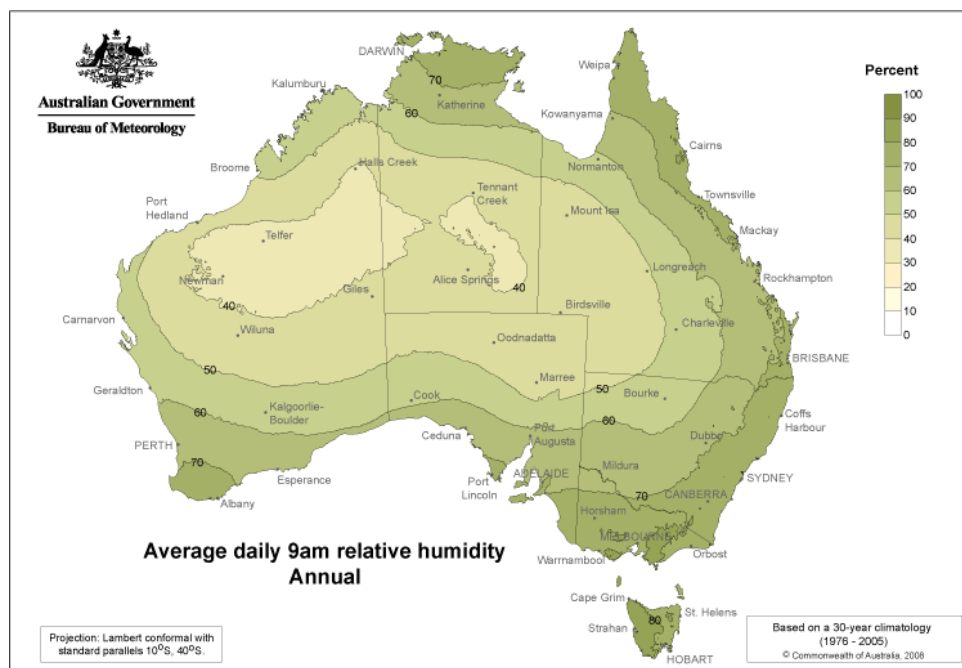 Australian Government
Bureau of Meteorology
DARWIN
Weipa
Percent
Kalumburu
70
Katherine
60
Kowanyama
100
90
80
70
60
50
40
30
20
10
0
Broome
Halls Creek
Normanton
Cairns
Port
Hedland
Tennant
Creek
Townsville
Telfer
Mount Isa
Mackay
Newman
Alice Springs
Longreach
Rockhampton
Giles
40
40
Birdsville
Carnarvon
Wiluna
Oodnadatta
Charleville
BRISBANE
50
Marree
50
Geraldton
Cook
Bourke
60
Kalgoorlie-
Boulder
60
Coffs
Harbour
PERTH
Ceduna
Port
Augusta
Dubbo
70
Esperance
Port
Lincoln
ADELAIDE
Mildura
SYDNEY
Albany
70
CANBERRA
Horsham
MELBOURNE
Orbost
Warrnambool
Average daily 9am relative humidity
Annual
Cape Grim
St. Helens
Strahan
80
HOBART
Projection: Lambert conformal with
standard parallels 10°S, 40°S.
Based on a 30-year climatology
(1976 - 2005)
© Commonwealth of Australia, 2008